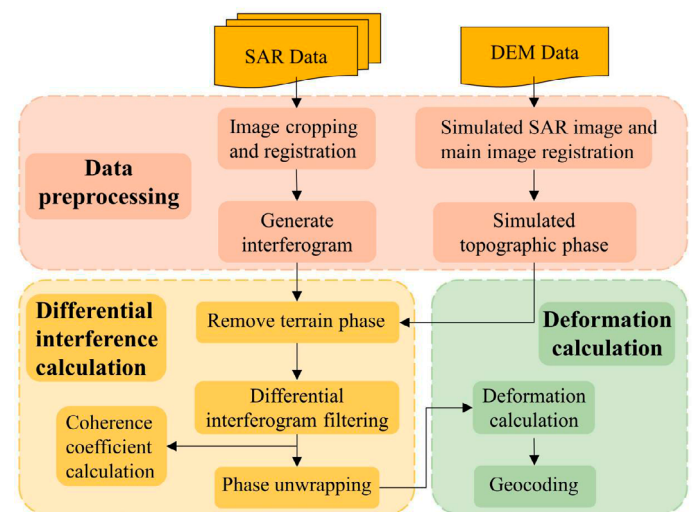 SAR Data
DEM Data
Data
preprocessing
Image cropping
and registration
Simulated SAR image and
main image registration
Generate
interferogram
Simulated
topographic phase
Differential
interference
calculation
Remove terrain phase
Deformation
calculation
Differential
interferogram filtering
Coherence
coefficient
calculation
Phase unwrapping
Deformation
calculation
Geocoding